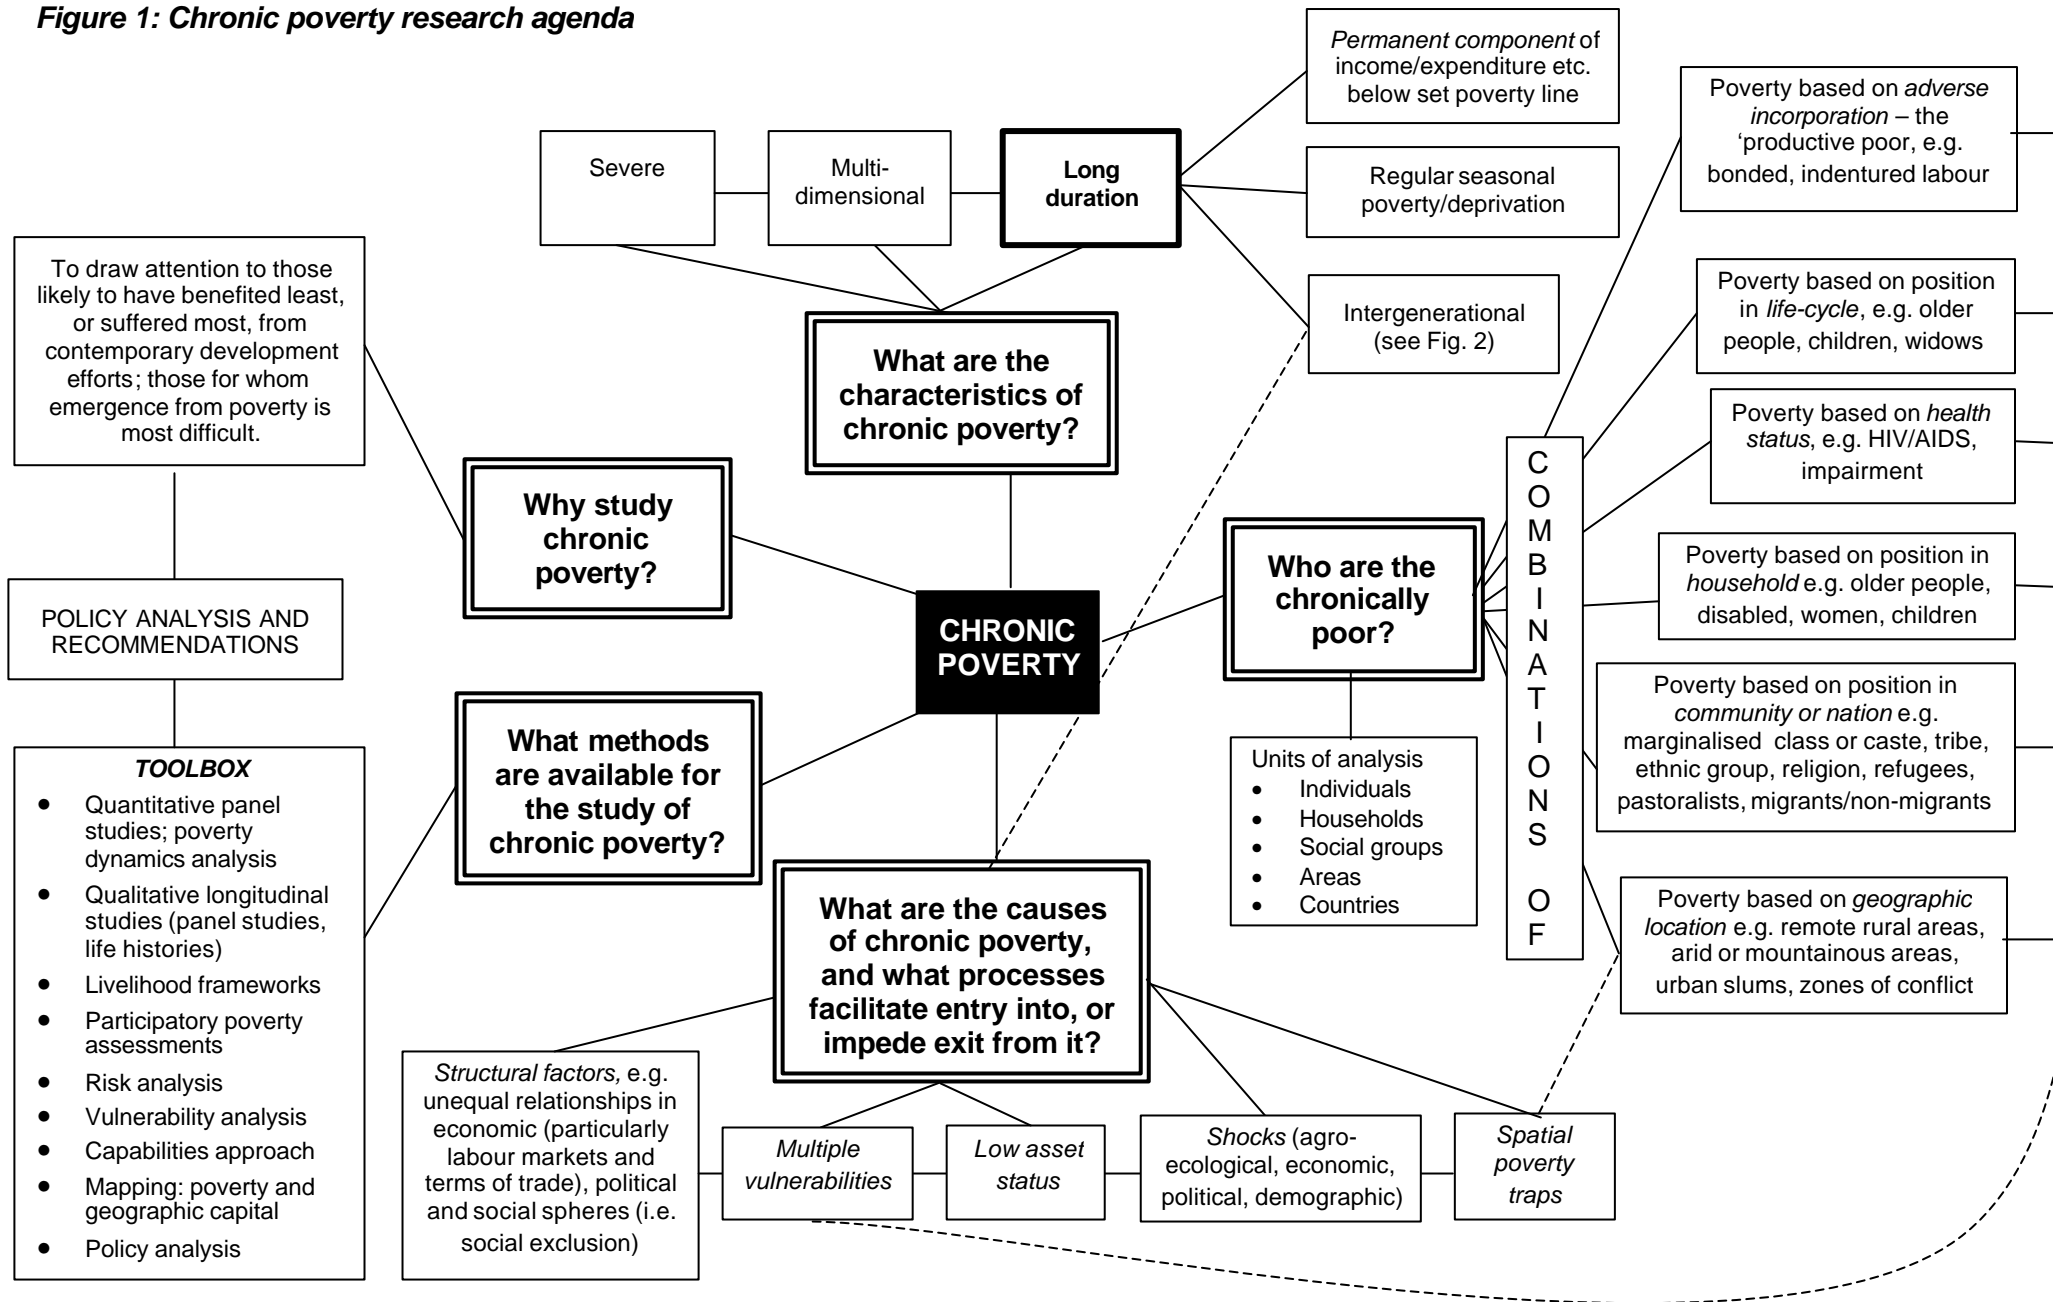 Figure 1: Chronic poverty research agenda
Permanent component of
income/expenditure etc.
below set poverty line
Poverty based on adverse
incorporation – the
‘productive poor, e.g.
bonded, indentured labour
Severe
Multi-
dimensional
Long
duration
Regular seasonal
poverty/deprivation
To draw attention to those
likely to have benefited least,
or suffered most, from
contemporary development
efforts; those for whom
emergence from poverty is
most difficult.
Intergenerational
(see Fig. 2)
Poverty based on position
in life-cycle, e.g. older
people, children, widows
What are the
characteristics of
chronic poverty?
Poverty based on health
status, e.g. HIV/AIDS,
impairment
Why study
chronic
poverty?
Who are the
chronically
poor?
C
O
M
B
I
N
A
T
I
O
N
S
O
F
Poverty based on position in
household e.g. older people,
disabled, women, children
POLICY ANALYSIS AND
RECOMMENDATIONS
CHRONIC
POVERTY
Poverty based on position in
community or nation e.g.
marginalised class or caste, tribe,
ethnic group, religion, refugees,
pastoralists, migrants/non-migrants
What methods
are available for
the study of
chronic poverty?
Units of analysis
• Individuals
• Households
• Social groups
• Areas
• Countries
TOOLBOX
• Quantitative panel
studies; poverty
dynamics analysis
• Qualitative longitudinal
studies (panel studies,
life histories)
• Livelihood frameworks
• Participatory poverty
assessments
• Risk analysis
• Vulnerability analysis
• Capabilities approach
• Mapping: poverty and
geographic capital
• Policy analysis
What are the causes
of chronic poverty,
and what processes
facilitate entry into, or
impede exit from it?
Poverty based on geographic
location e.g. remote rural areas,
arid or mountainous areas,
urban slums, zones of conflict
Structural factors, e.g.
unequal relationships in
economic (particularly
labour markets and
terms of trade), political
and social spheres (i.e.
social exclusion)
Multiple
vulnerabilities
Low asset
status
Shocks (agro-
ecological, economic,
political, demographic)
Spatial
poverty
traps